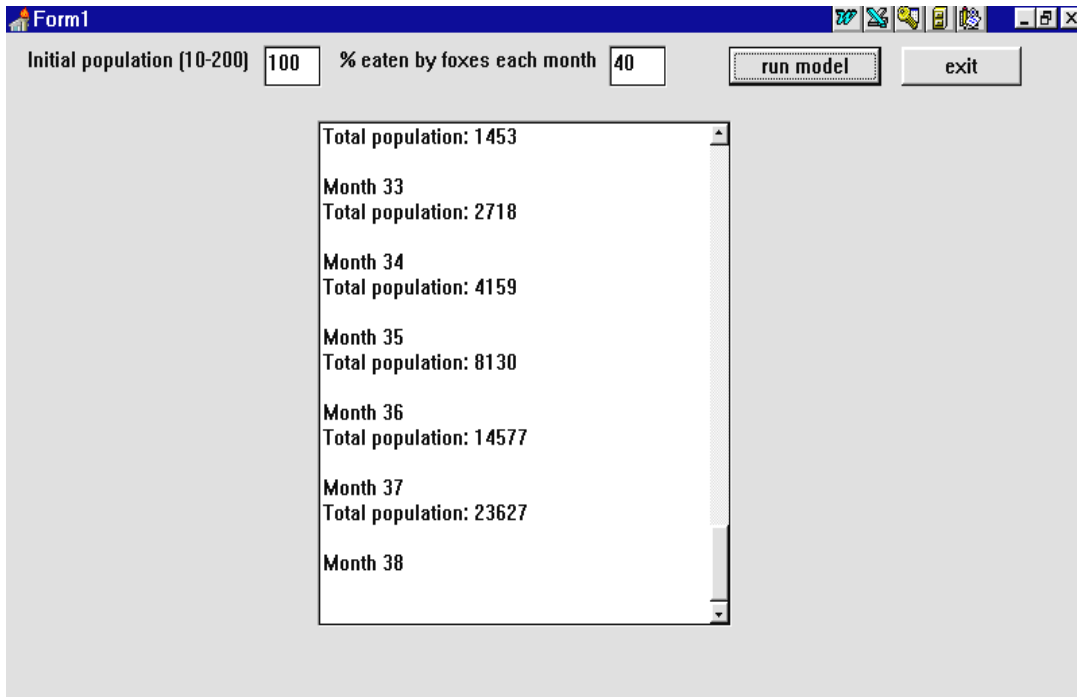 Form1
Initial population (10-200) 100 % eaten by foxes each month 40 run model exit
Total population: 1453
Month 33
Total population: 2718
Month 34
Total population: 4159
Month 35
Total population: 8130
Month 36
Total population: 14577
Month 37
Total population: 23627
Month 38